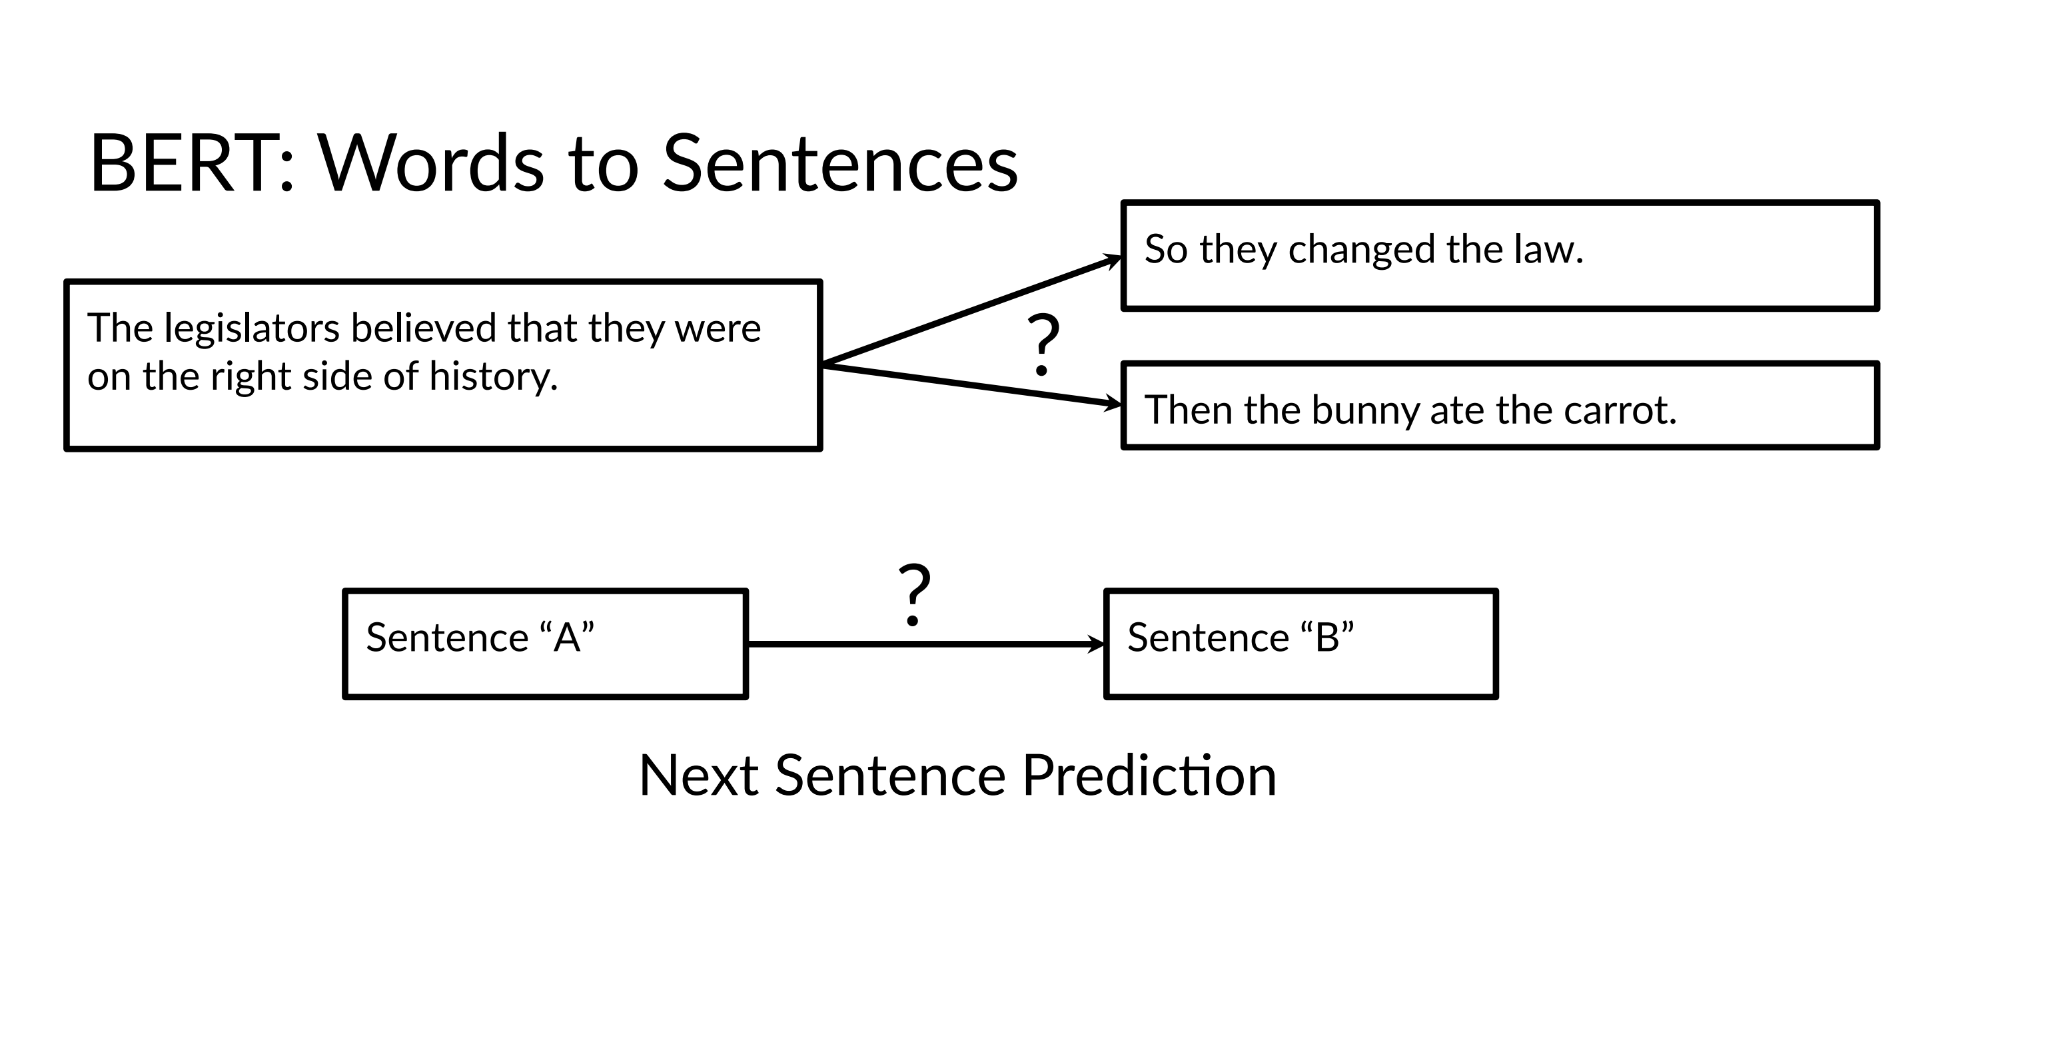 BERT: Words to Sentences
The legislators believed that they were
on the right side of history.
?
So they changed the law.
Then the bunny ate the carrot.
Sentence “A”
?
Sentence “B”
Next Sentence Prediction